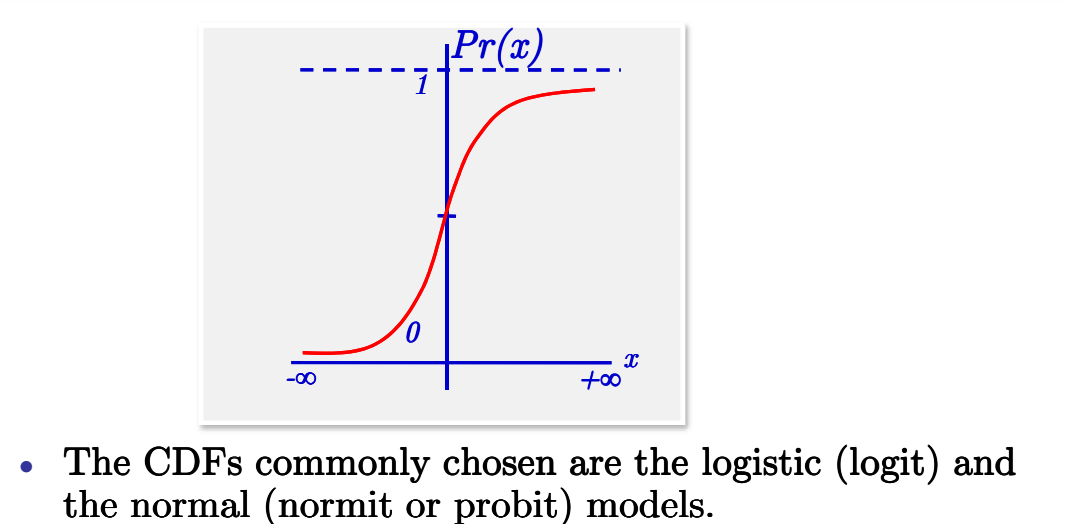 Pr(x)
1
0
x
-∞
+∞
• The CDFs commonly chosen are the logistic (logit) and
the normal (normit or probit) models.